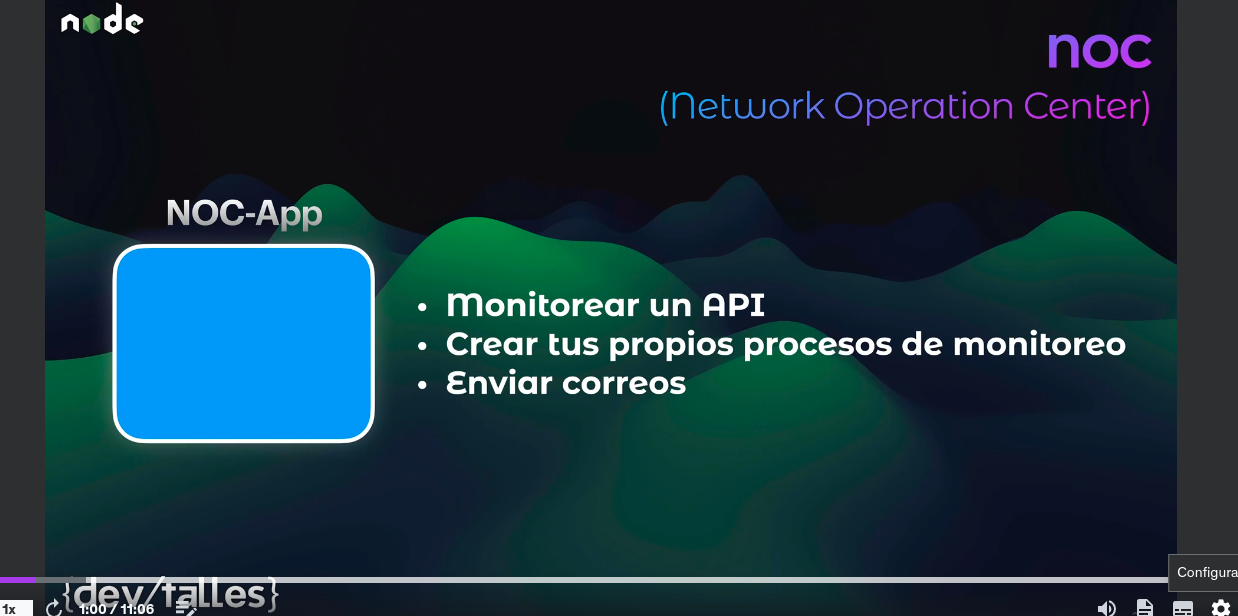 node
noc
(Network Operation Center)
NOC-App
• Monitorear un API
• Crear tus propios procesos de monitoreo
• Enviar correos
{dev/talles}
Configura
1x
1:00 / 11:06